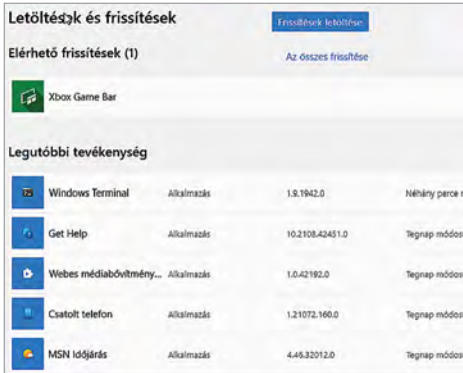 Letöltések és frissítések
Frissítések letöltése
Elérhető frissítések (1)
Az összes frissítése
Xbox Game Bar
Legutóbbi tevékenység
Windows Terminal Alkalmazás 1.9.1942.0 Néhány perce
Get Help Alkalmazás 10.2108.42451.0 Tegnap módos
Webes médiabővítmény... Alkalmazás 1.0.42192.0 Tegnap módos
Csatolt telefon Alkalmazás 1.21072.160.0 Tegnap módos
MSN Időjárás Alkalmazás 4.46.32012.0 Tegnap módos